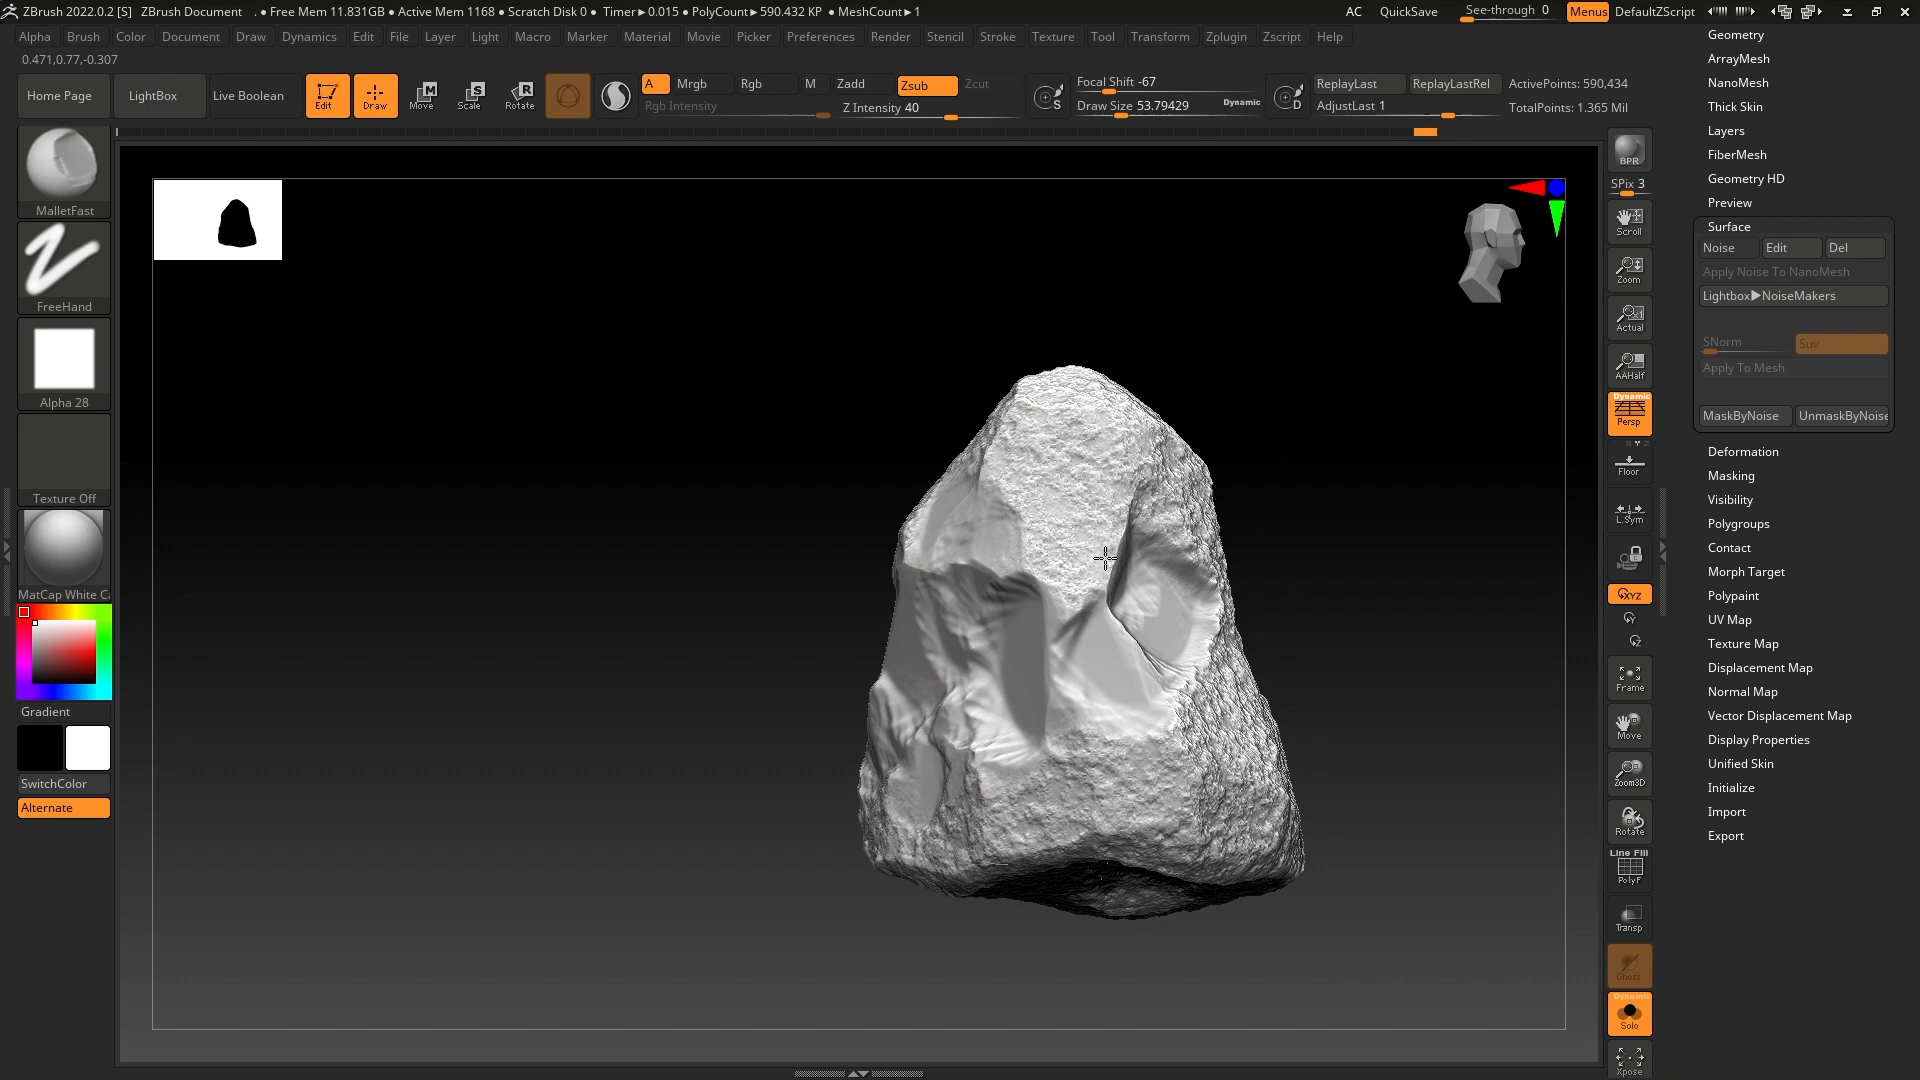 ZBrush 2022.0.2 [S] ZBrush Document . ● Free Mem 11.831GB ● Active Mem 1168 ● Scratch Disk 0 ● Timer►0.015 ● PolyCount►590.432 KP ● MeshCount►1 AC QuickSave See-through 0 Menus DefaultZScript
Alpha Brush Color Document Draw Dynamics Edit File Layer Light Macro Marker Material Movie Picker Preferences Render Stencil Stroke Texture Tool Transform Zplugin Zscript Help
0.471,0.77,-0.307
Home Page LightBox Live Boolean Edit Draw Move Scale Rotate
M S R
A Mrgb Rgb M Zadd Zsub Zcut
Rgb Intensity Z Intensity 40
S Focal Shift -67
Draw Size 53.79429 Dynamic
D ReplayLast ReplayLastRel ActivePoints: 590,434
AdjustLast 1 TotalPoints: 1.365 Mil
MalletFast
FreeHand
Alpha 28
Texture Off
MatCap White Ca
Gradient
SwitchColor
Alternate
BPR
SPix 3
Scroll
Zoom
Actual
AAHalf
Dynamic
Persp
Floor
L.Sym
XYZ
Frame
Move
Zoom3D
Rotate
Line Fill
PolyF
Transp
Ghost
Dynamic
Solo
Xpose
Geometry
ArrayMesh
NanoMesh
Thick Skin
Layers
FiberMesh
Geometry HD
Preview
Surface
Noise Edit Del
Apply Noise To NanoMesh
Lightbox►NoiseMakers
SNorm Suv
Apply To Mesh
MaskByNoise UnmaskByNoise
Deformation
Masking
Visibility
Polygroups
Contact
Morph Target
Polypaint
UV Map
Texture Map
Displacement Map
Normal Map
Vector Displacement Map
Display Properties
Unified Skin
Initialize
Import
Export